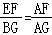 EF/BG = AF/AG